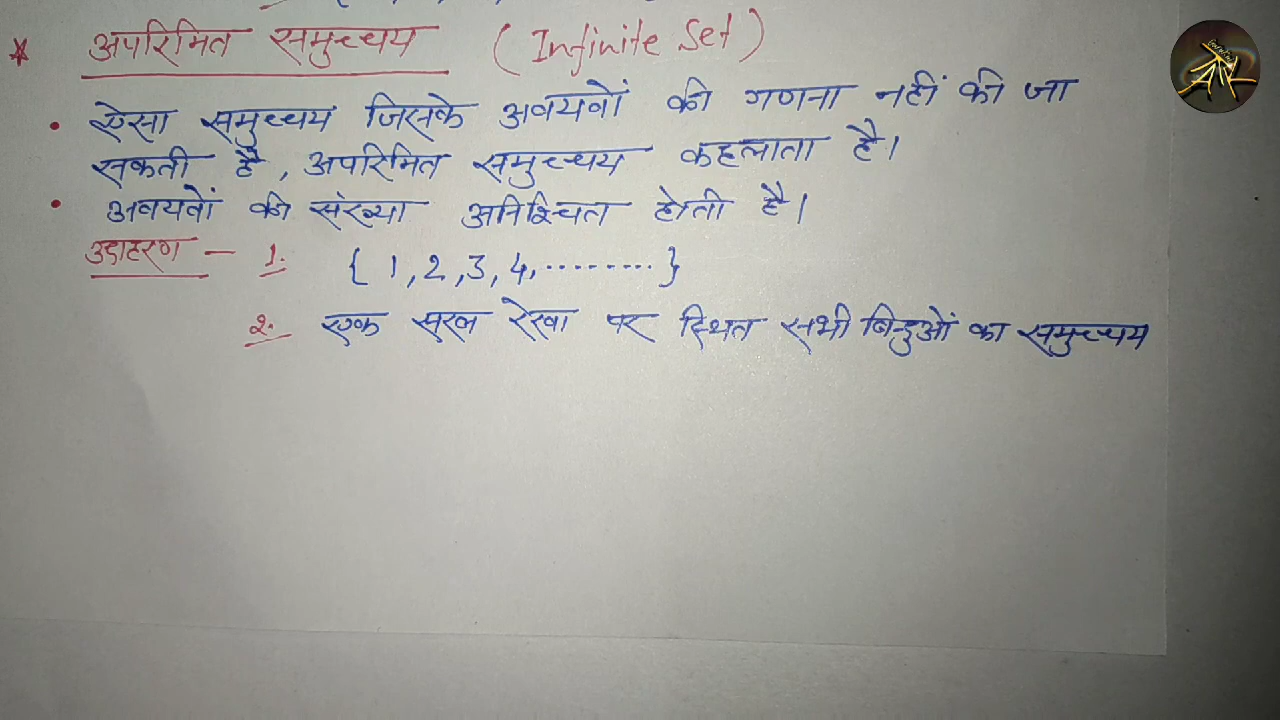 * अपरिमित समुच्चय (Infinite Set)
• ऐसा समुच्चय जिसके अवयवों की गणना नहीं की जा
सकती है, अपरिमित समुच्चय कहलाता है।
• अवयवों की संख्या अनिश्चित होती है।
उदाहरण - 1. { 1, 2, 3, 4, ......... }
2. एक सरल रेखा पर स्थित सभी बिन्दुओं का समुच्चय